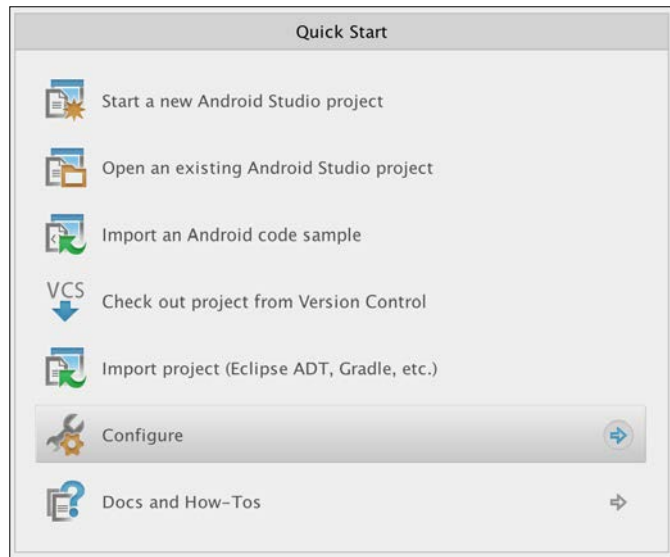 Quick Start
Start a new Android Studio project
Open an existing Android Studio project
Import an Android code sample
VCS
Check out project from Version Control
Import project (Eclipse ADT, Gradle, etc.)
Configure
Docs and How-Tos